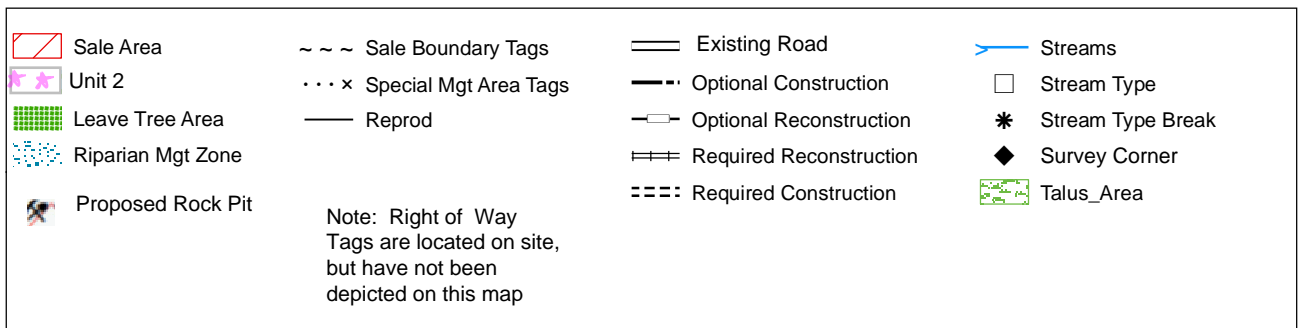 Sale Area
Unit 2
Leave Tree Area
Riparian Mgt Zone
Proposed Rock Pit
Sale Boundary Tags
Special Mgt Area Tags
Reprod
Note: Right of Way
Tags are located on site,
but have not been
depicted on this map
Existing Road
Optional Construction
Optional Reconstruction
Required Reconstruction
Required Construction
Streams
Stream Type
Stream Type Break
Survey Corner
Talus_Area